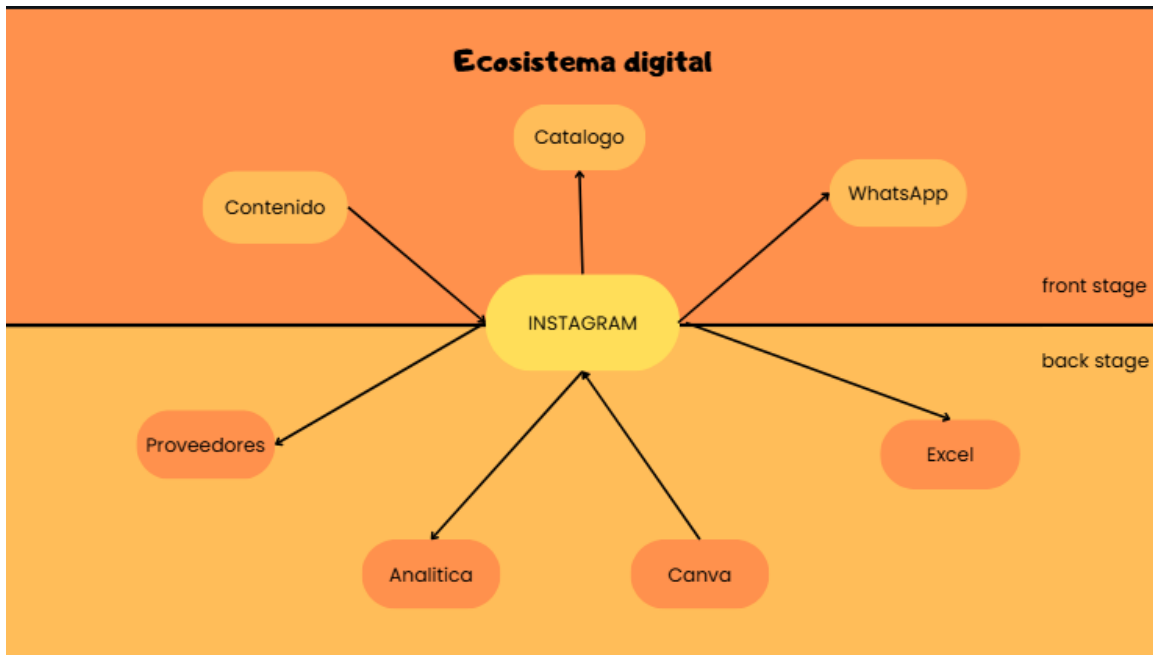 Ecosistema digital
Catalogo
Contenido
WhatsApp
front stage
INSTAGRAM
back stage
Proveedores
Excel
Analitica
Canva